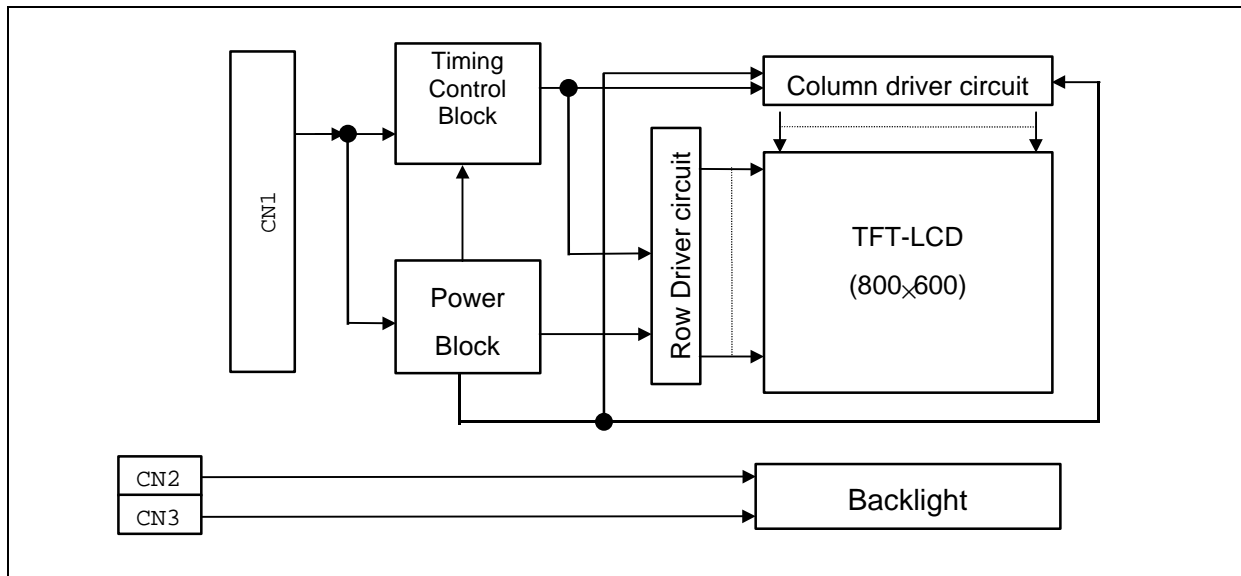 CN1
Timing
Control
Block
Column driver circuit
Row Driver circuit
TFT-LCD
(800×600)
Power
Block
CN2
CN3
Backlight